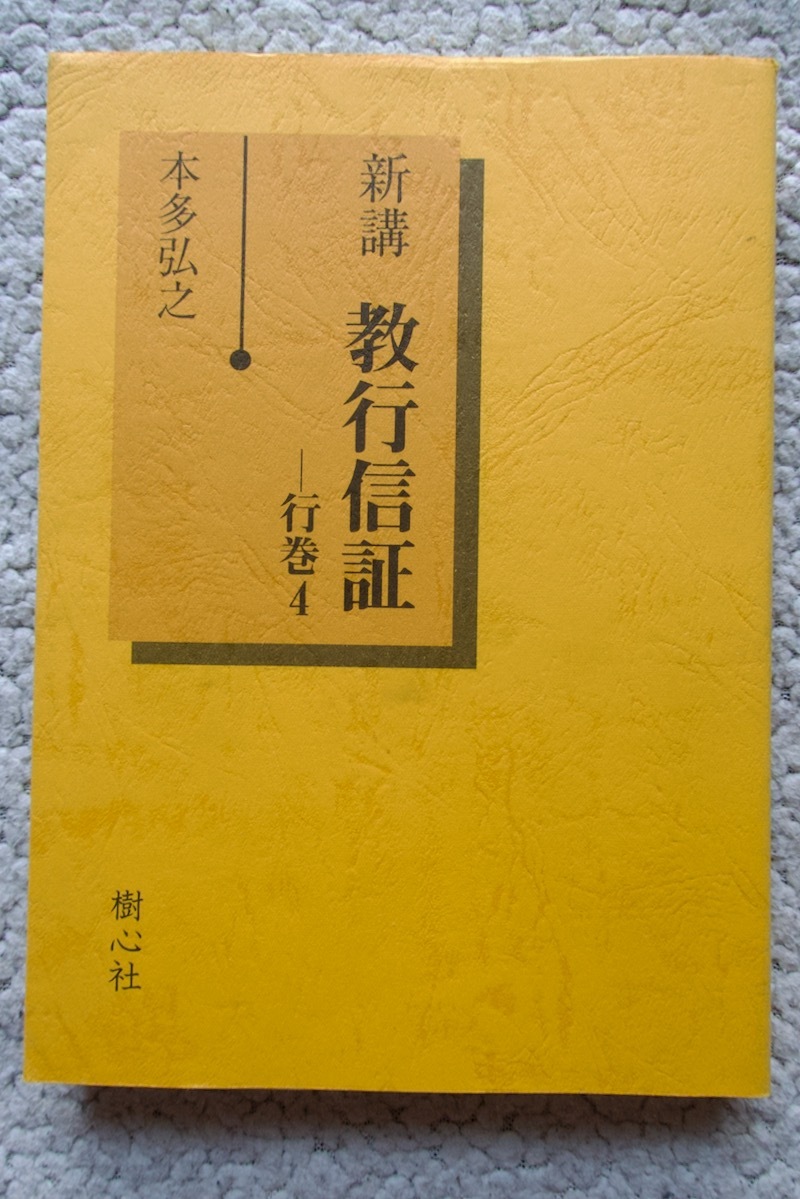 新講 教行信証
—行巻4
本多弘之
樹心社